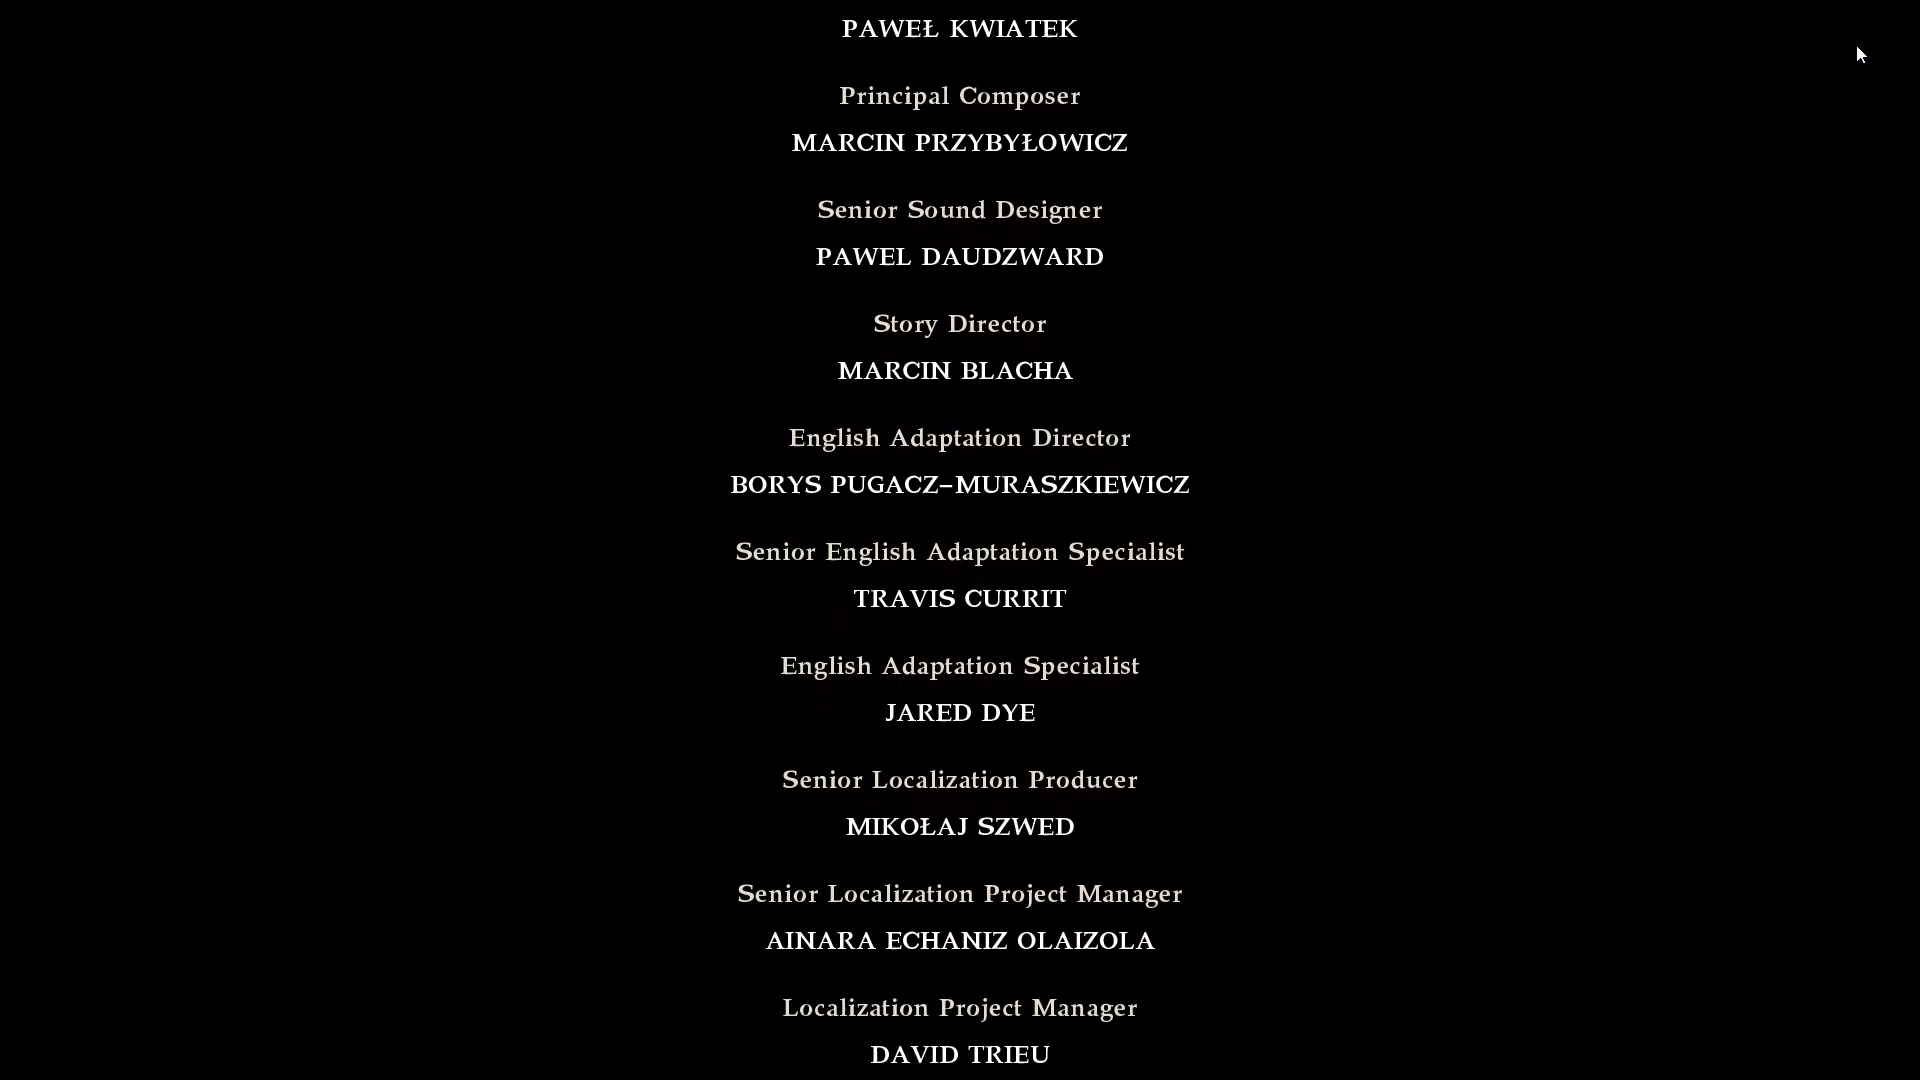 PAWEŁ KWIATEK
Principal Composer
MARCIN PRZYBYŁOWICZ
Senior Sound Designer
PAWEL DAUDZWARD
Story Director
MARCIN BLACHA
English Adaptation Director
BORYS PUGACZ–MURASZKIEWICZ
Senior English Adaptation Specialist
TRAVIS CURRIT
English Adaptation Specialist
JARED DYE
Senior Localization Producer
MIKOŁAJ SZWED
Senior Localization Project Manager
AINARA ECHANIZ OLAIZOLA
Localization Project Manager
DAVID TRIEU